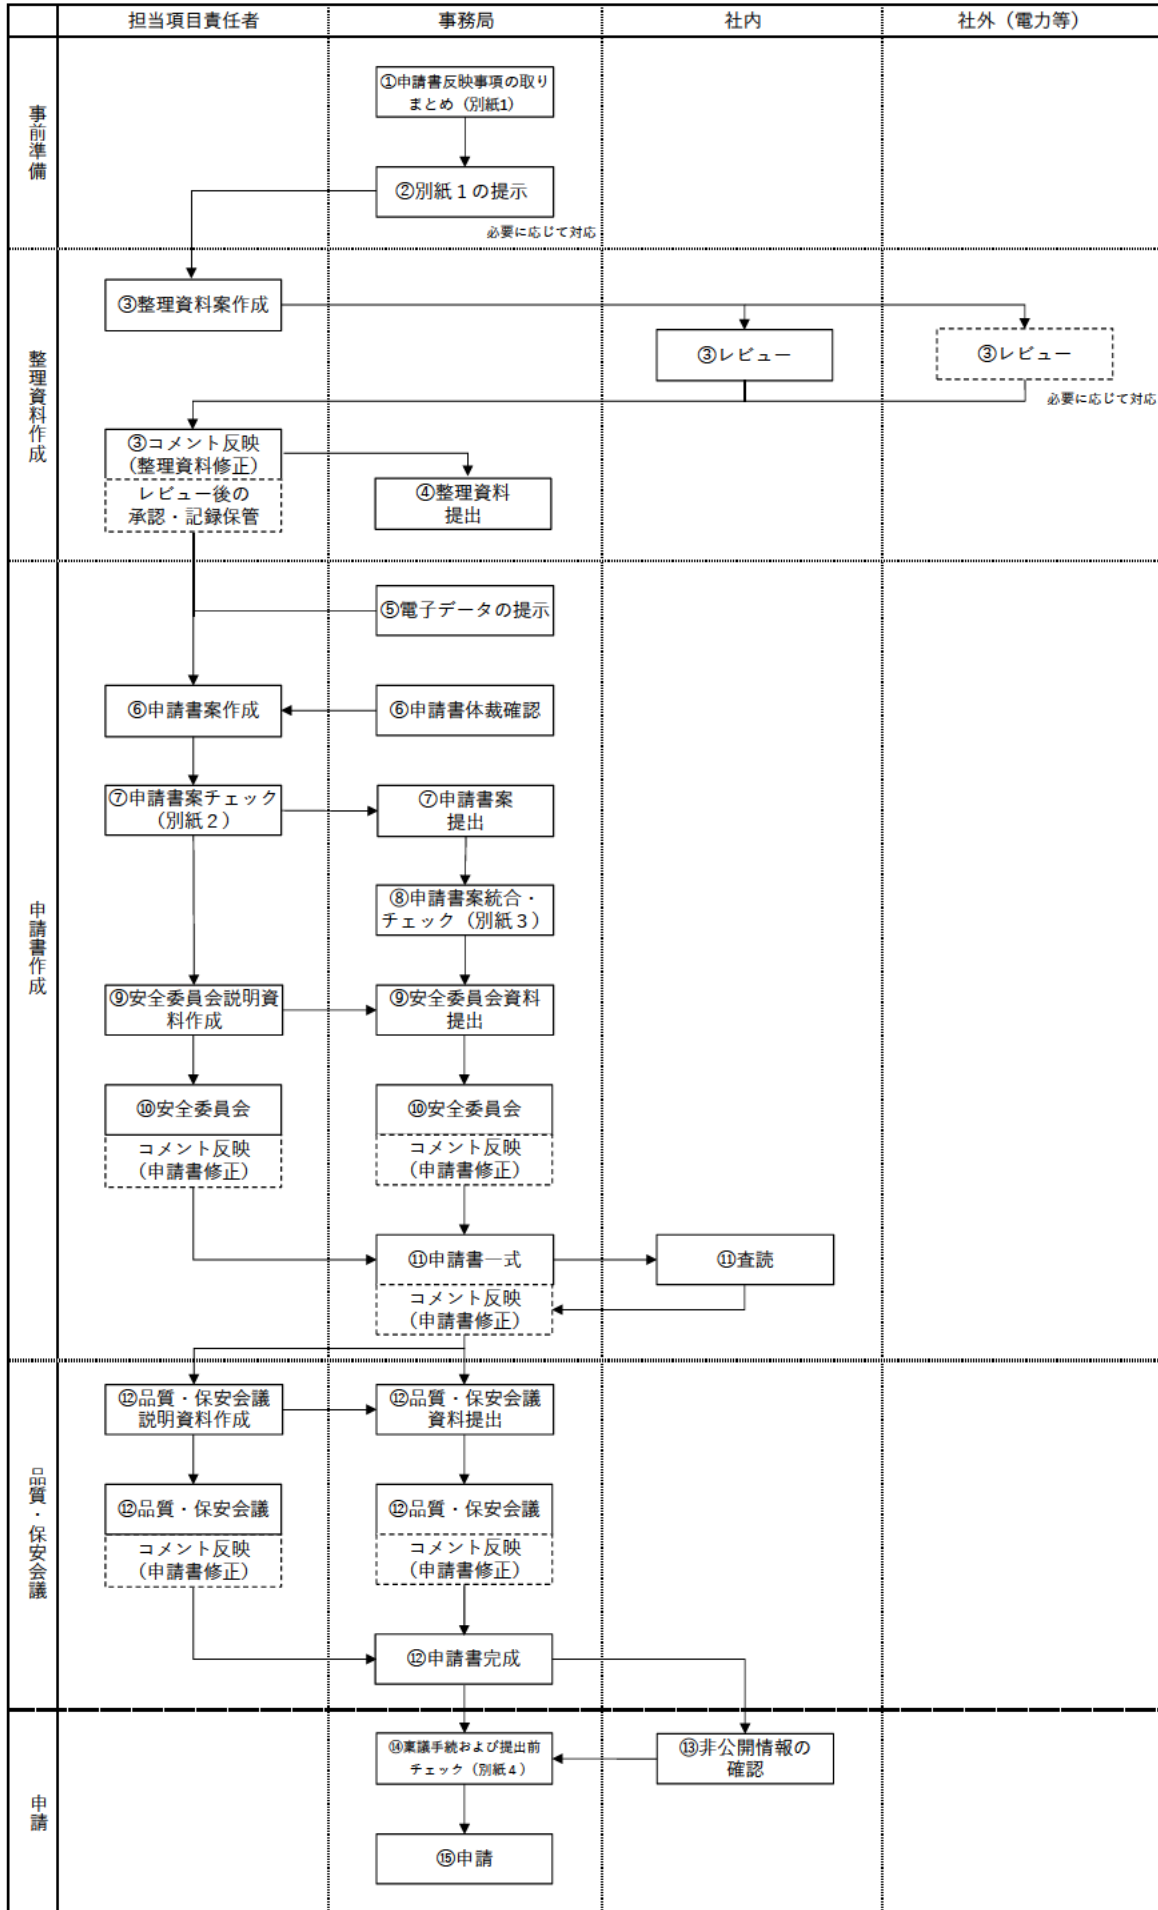 担当項目責任者
事務局
社内
社外（電力等）
事前準備
①申請書反映事項の取り
まとめ（別紙1）
②別紙１の提示
必要に応じて対応
整理資料作成
③整理資料案作成
③レビュー
③レビュー
必要に応じて対応
③コメント反映
（整理資料修正）
レビュー後の
承認・記録保管
④整理資料
提出
申請書作成
⑤電子データの提示
⑥申請書案作成
⑥申請書体裁確認
⑦申請書案チェック
（別紙２）
⑦申請書案
提出
⑧申請書案統合・
チェック（別紙３）
⑨安全委員会説明資
料作成
⑨安全委員会資料
提出
⑩安全委員会
コメント反映
（申請書修正）
⑩安全委員会
コメント反映
（申請書修正）
⑪申請書一式
コメント反映
（申請書修正）
⑪査読
品質・保安会議
⑫品質・保安会議
説明資料作成
⑫品質・保安会議
資料提出
⑫品質・保安会議
コメント反映
（申請書修正）
⑫品質・保安会議
コメント反映
（申請書修正）
⑫申請書完成
申請
⑭稟議手続および提出前
チェック（別紙４）
⑬非公開情報の
確認
⑮申請